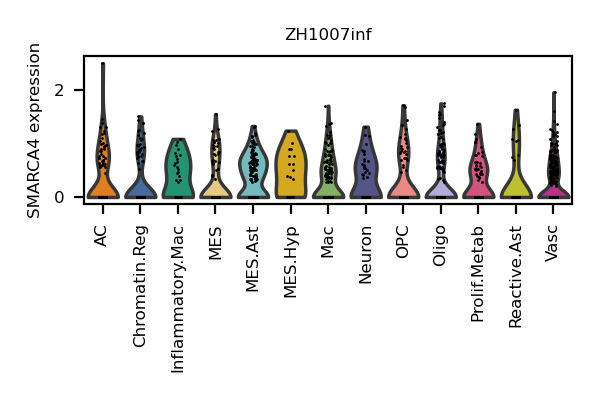 ZH1007inf
SMARCA4 expression
2
0
AC
Chromatin.Reg
Inflammatory.Mac
MES
MES.Ast
MES.Hyp
Mac
Neuron
OPC
Oligo
Prolif.Metab
Reactive.Ast
Vasc